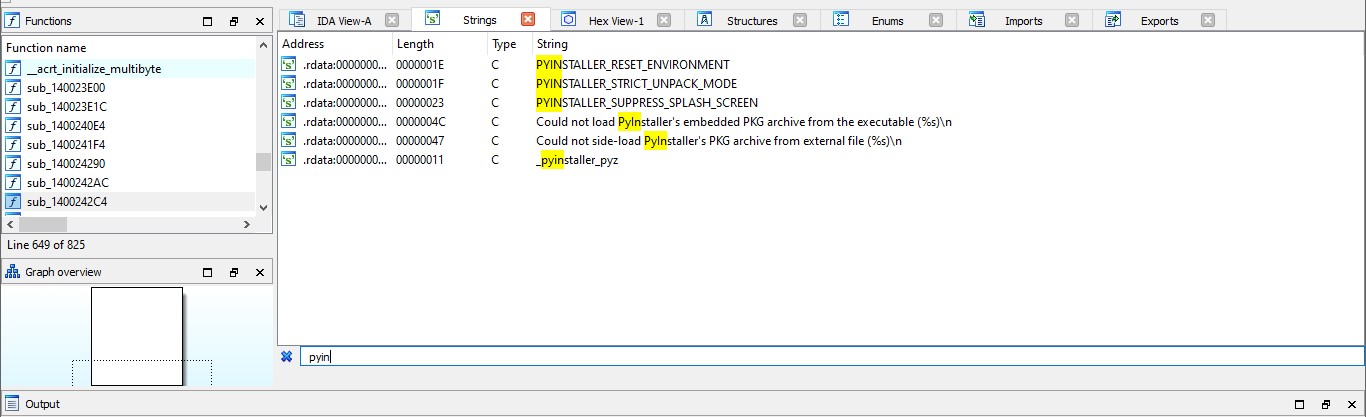 Functions
IDA View-A Strings Hex View-1 Structures Enums Imports Exports
Function name
__acrt_initialize_multibyte
sub_140023E00
sub_140023E1C
sub_1400240E4
sub_1400241F4
sub_140024290
sub_1400242AC
sub_1400242C4
Line 649 of 825
Graph overview
Address Length Type String
.rdata:0000000... 0000001E C PYINSTALLER_RESET_ENVIRONMENT
.rdata:0000000... 0000001F C PYINSTALLER_STRICT_UNPACK_MODE
.rdata:0000000... 00000023 C PYINSTALLER_SUPPRESS_SPLASH_SCREEN
.rdata:0000000... 0000004C C Could not load PyInstaller's embedded PKG archive from the executable (%s)\n
.rdata:0000000... 00000047 C Could not side-load PyInstaller's PKG archive from external file (%s)\n
.rdata:0000000... 00000011 C _pyinstaller_pyz
pyin
Output